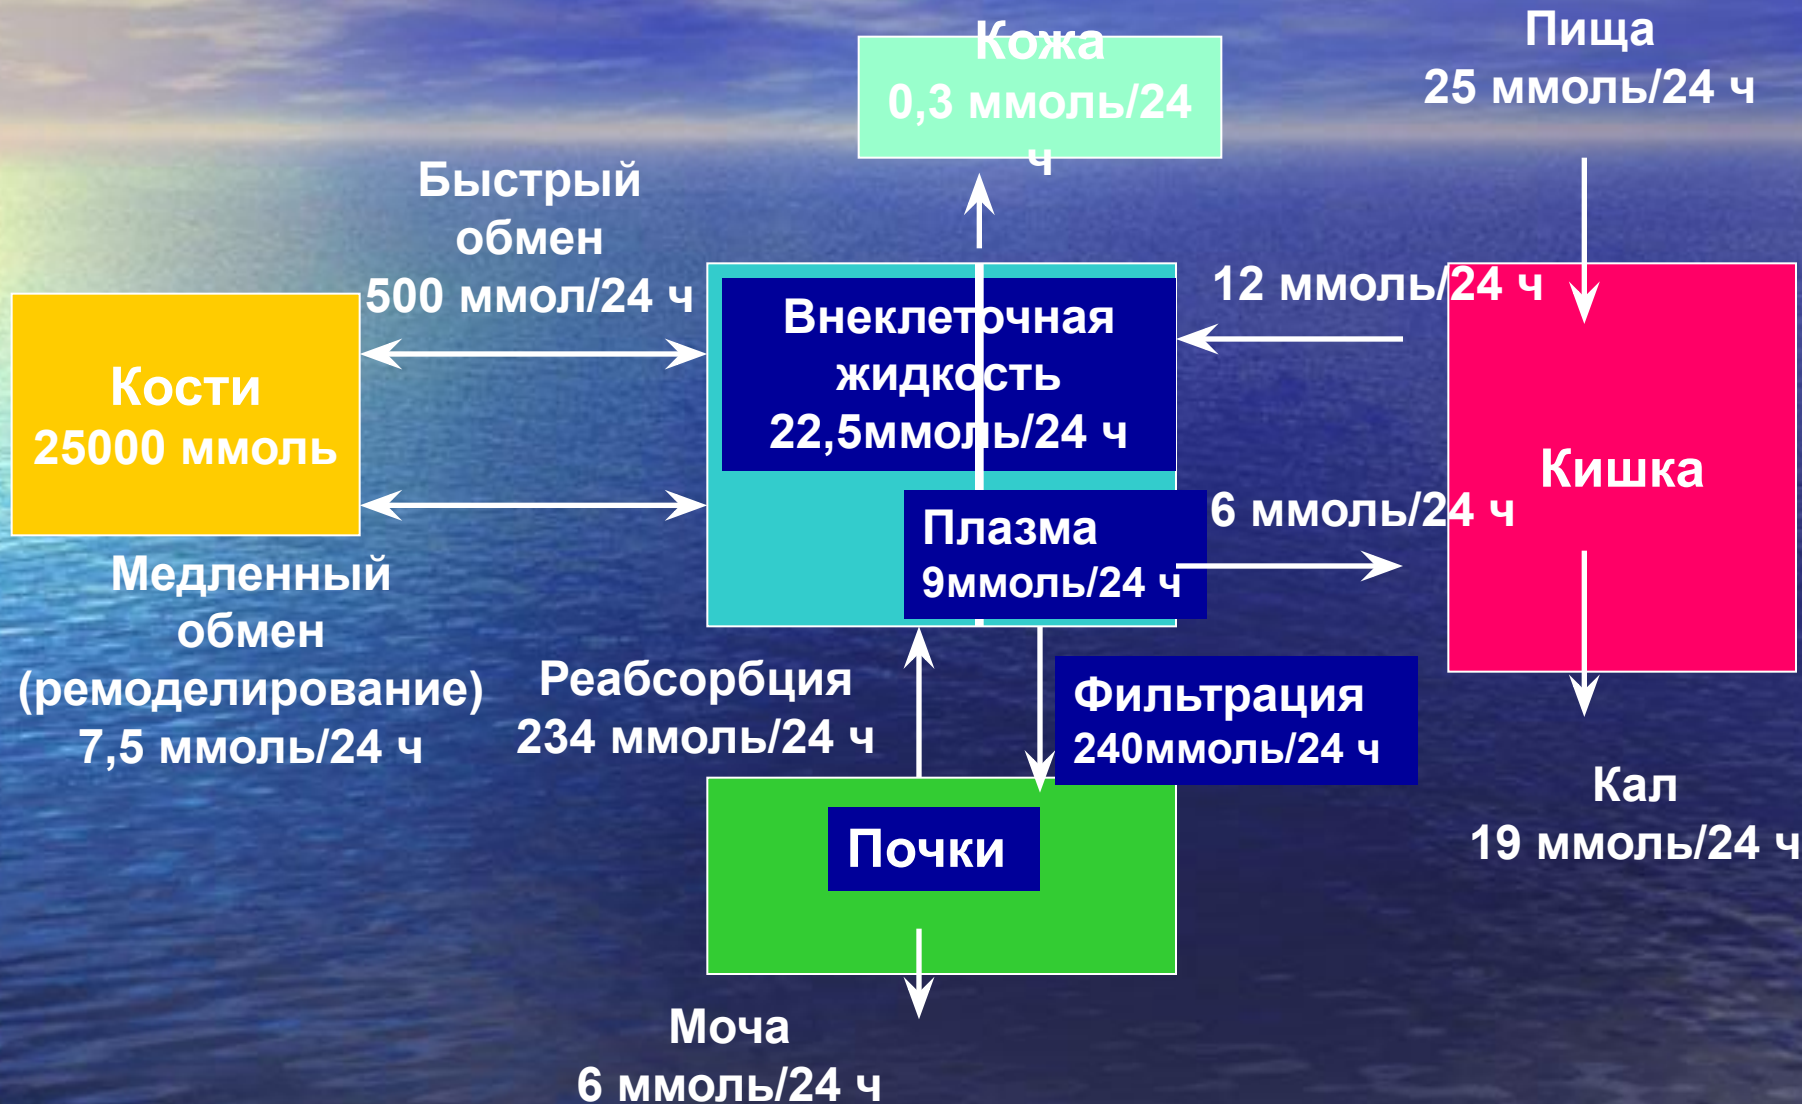 Кожа
0,3 ммоль/24
ч
Пища
25 ммоль/24 ч
Быстрый
обмен
500 ммол/24 ч
12 ммоль/24 ч
Внеклеточная
жидкость
22,5ммоль/24 ч
Кости
25000 ммоль
Кишка
6 ммоль/24 ч
Плазма
9ммоль/24 ч
Медленный
обмен
(ремоделирование)
7,5 ммоль/24 ч
Реабсорбция
234 ммоль/24 ч
Фильтрация
240ммоль/24 ч
Кал
19 ммоль/24 ч
Почки
Моча
6 ммоль/24 ч